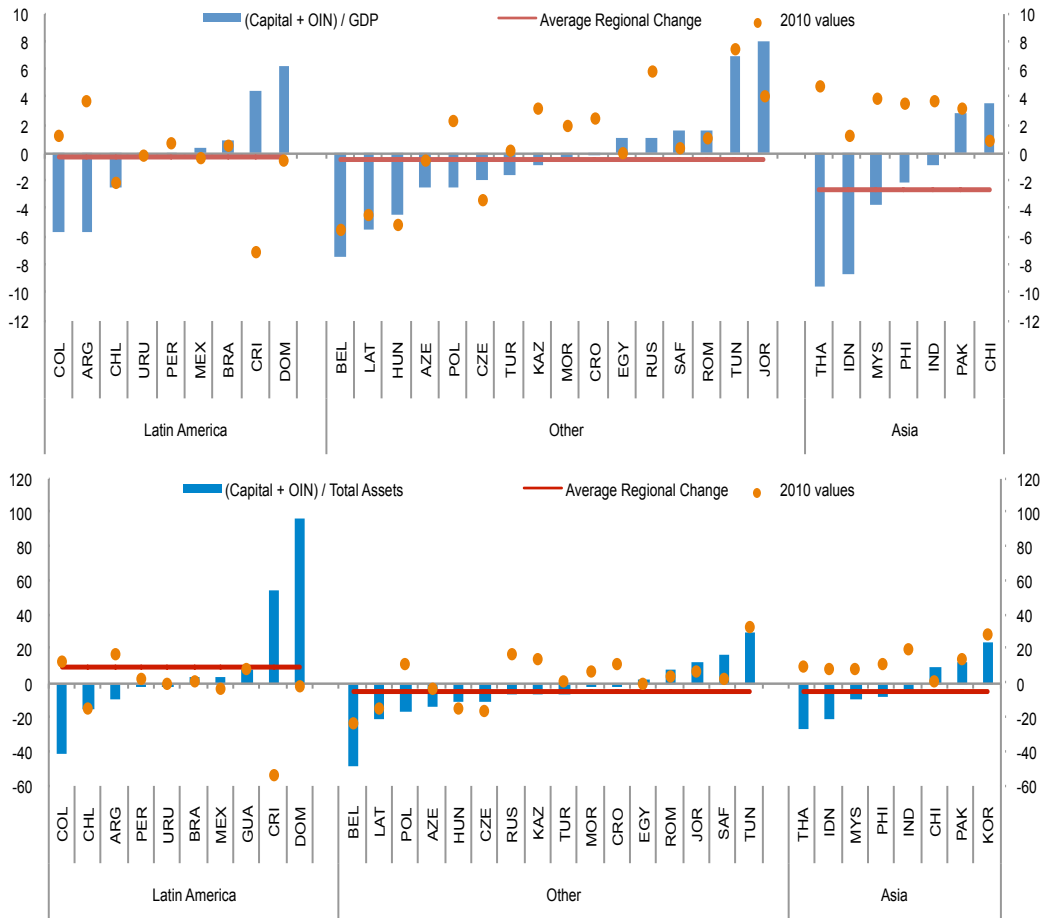 (Capital + OIN) / GDP
Average Regional Change
2010 values
10
8
6
4
2
0
-2
-4
-6
-8
-10
-12
10
8
6
4
2
0
-2
-4
-6
-8
-10
-12
COL
ARG
CHL
URU
PER
MEX
BRA
CRI
DOM
BEL
LAT
HUN
AZE
POL
CZE
TUR
KAZ
MOR
CRO
EGY
RUS
SAF
ROM
TUN
JOR
THA
IDN
MYS
PHI
IND
PAK
CHI
Latin America
Other
Asia
(Capital + OIN) / Total Assets
Average Regional Change
2010 values
120
100
80
60
40
20
0
-20
-40
-60
120
100
80
60
40
20
0
-20
-40
-60
COL
CHL
ARG
PER
URU
BRA
MEX
GUA
CRI
DOM
BEL
LAT
POL
AZE
HUN
CZE
RUS
KAZ
TUR
MOR
CRO
EGY
ROM
JOR
SAF
TUN
THA
IDN
MYS
PHI
IND
CHI
PAK
KOR
Latin America
Other
Asia